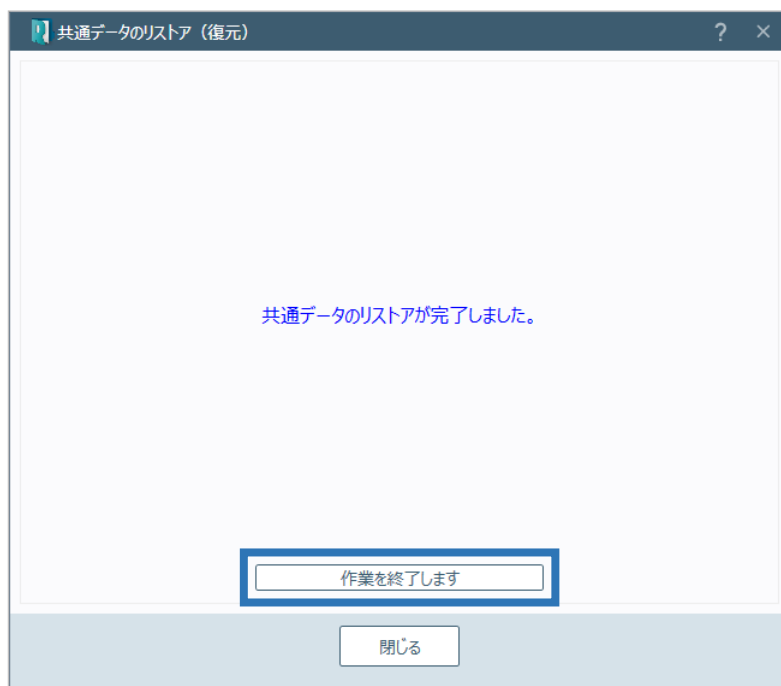 共通データのリストア（復元）
?
×
共通データのリストアが完了しました。
作業を終了します
閉じる